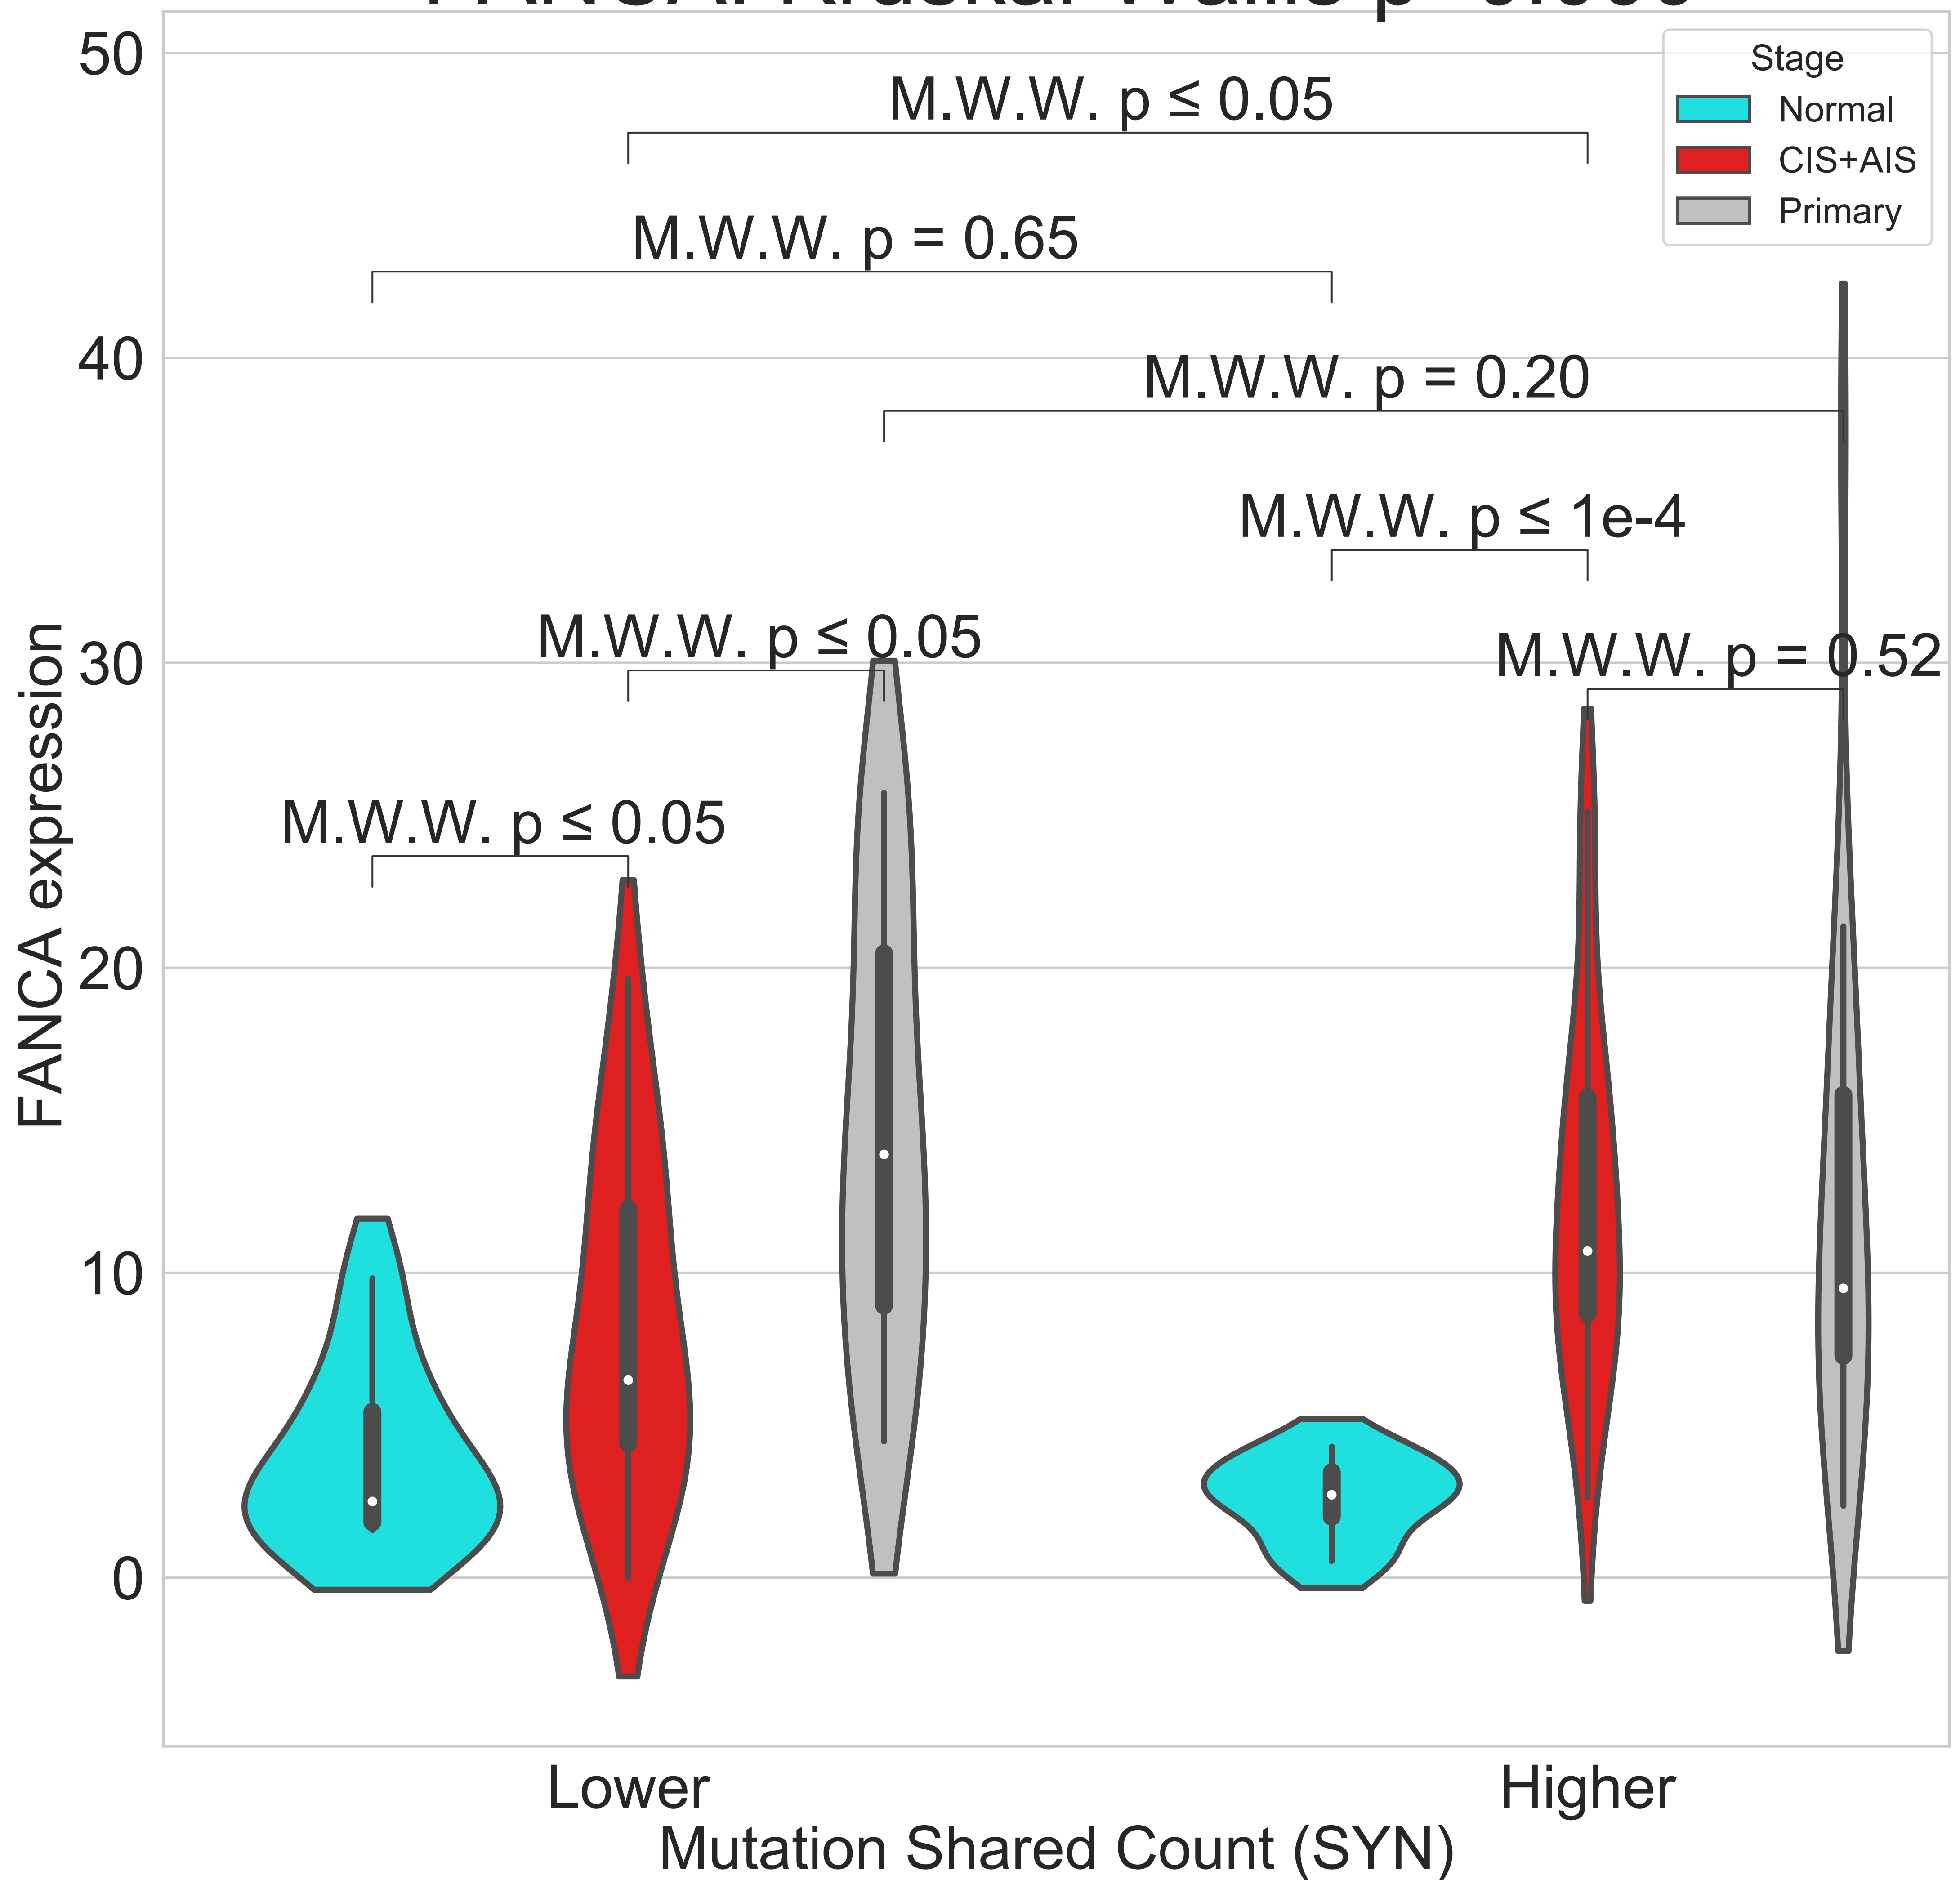 50
40
30
20
10
0
FANCA expression
M.W.W. p ≤ 0.05
M.W.W. p = 0.65
M.W.W. p = 0.20
M.W.W. p ≤ 1e-4
M.W.W. p ≤ 0.05
M.W.W. p = 0.52
M.W.W. p ≤ 0.05
Stage
Normal
CIS+AIS
Primary
Lower
Higher
Mutation Shared Count (SYN)